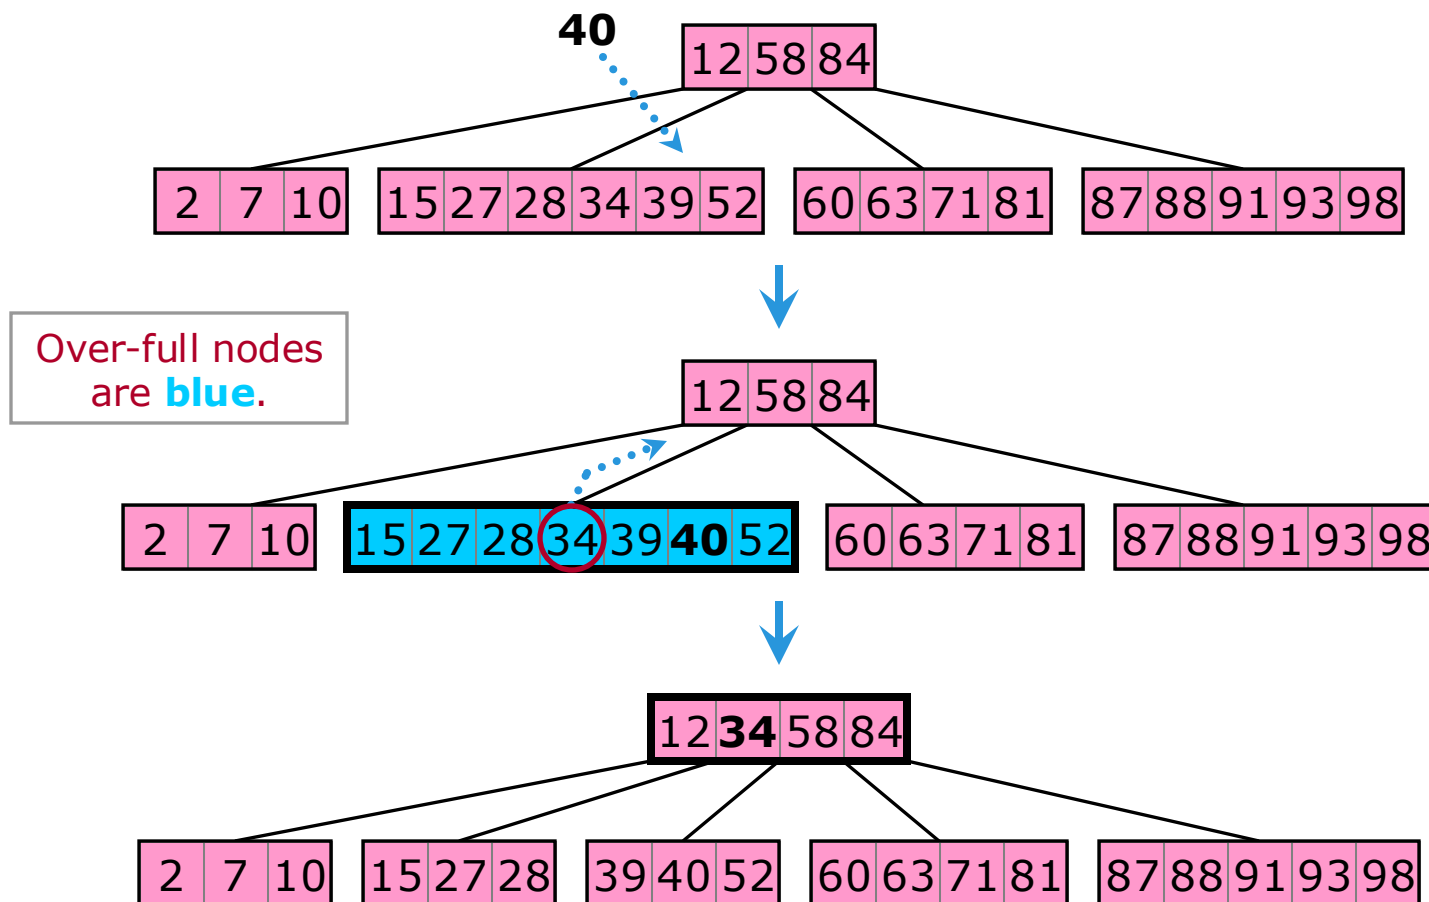 40
12 58 84
2 7 10 15 27 28 34 39 52 60 63 71 81 87 88 91 93 98
Over-full nodes
are blue.
12 58 84
2 7 10 15 27 28 34 39 40 52 60 63 71 81 87 88 91 93 98
12 34 58 84
2 7 10 15 27 28 39 40 52 60 63 71 81 87 88 91 93 98